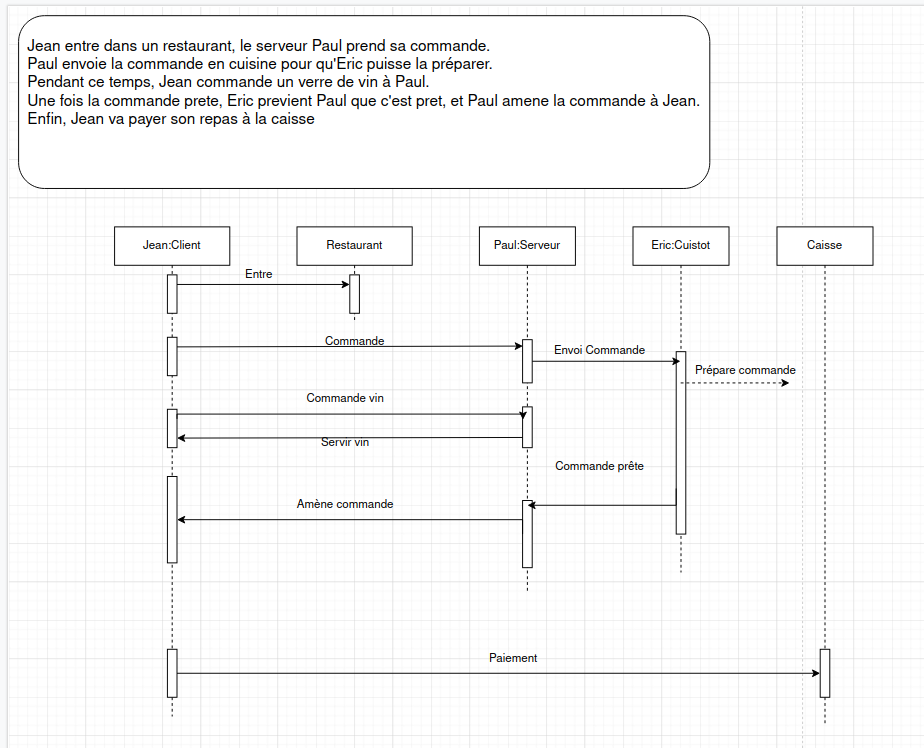 Jean entre dans un restaurant, le serveur Paul prend sa commande.
Paul envoie la commande en cuisine pour qu'Eric puisse la préparer.
Pendant ce temps, Jean commande un verre de vin à Paul.
Une fois la commande prete, Eric previent Paul que c'est pret, et Paul amene la commande à Jean.
Enfin, Jean va payer son repas à la caisse
Jean:Client
Restaurant
Paul:Serveur
Eric:Cuistot
Caisse
Entre
Commande
Envoi Commande
Prépare commande
Commande vin
Servir vin
Commande prête
Amène commande
Paiement